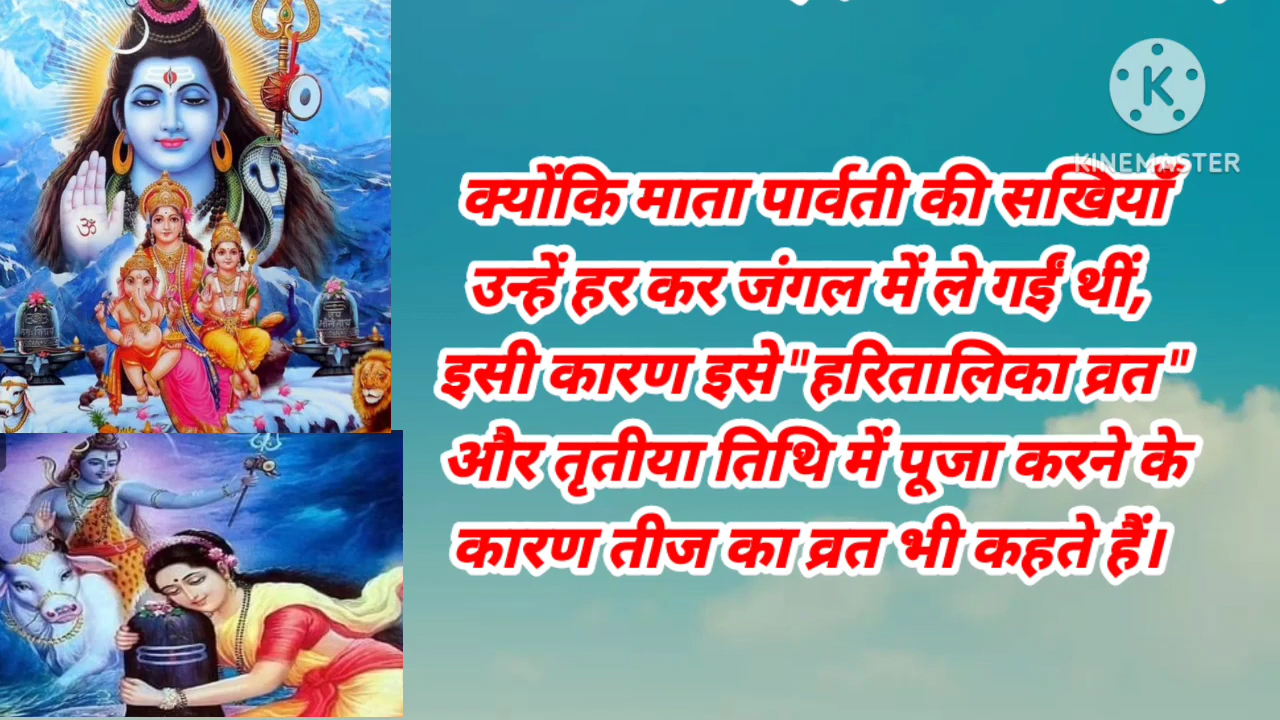 KINEMASTER
क्योंकि माता पार्वती की सखियाँ
उन्हें हर कर जंगल में ले गईं थीं,
इसी कारण इसे "हरितालिका व्रत"
और तृतीया तिथि में पूजा करने के
कारण तीज का व्रत भी कहते हैं।
ॐ